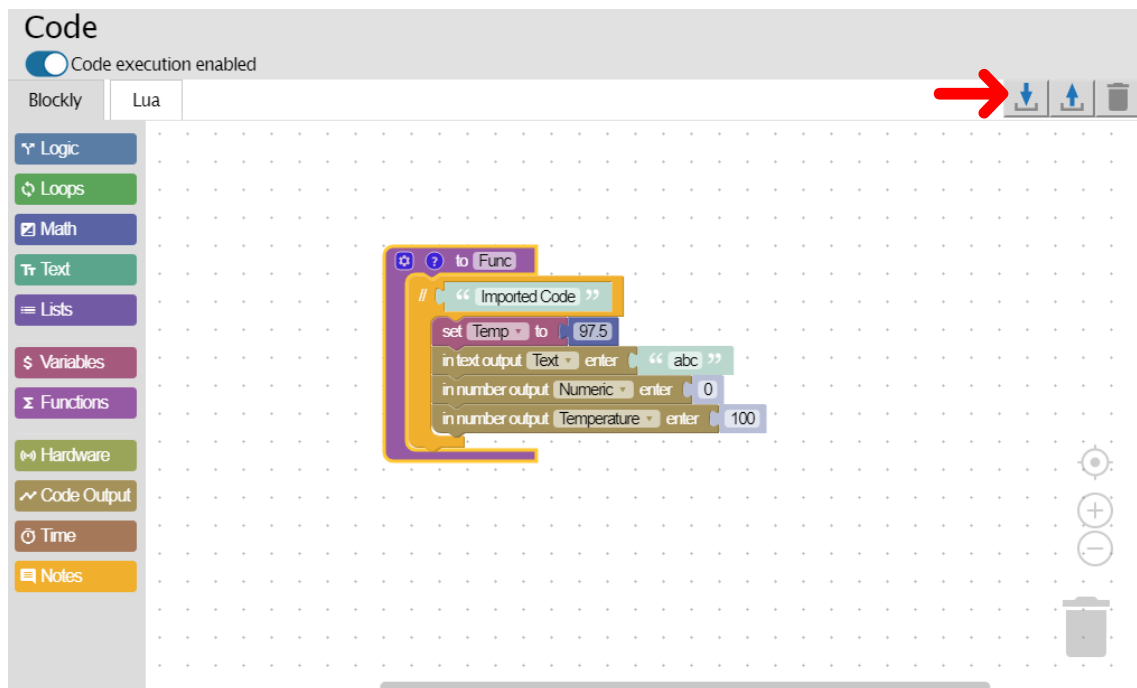 Code
Code execution enabled
Blockly Lua
Logic
Loops
Math
Text
Lists
Variables
Functions
Hardware
Code Output
Time
Notes
to Func
// “ Imported Code ”
set Temp to 97.5
in text output Text enter “ abc ”
in number output Numeric enter 0
in number output Temperature enter 100